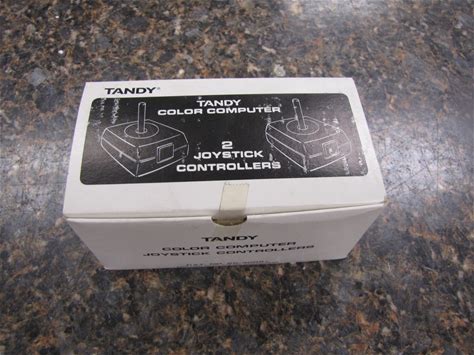 TANDY®
TANDY
COLOR COMPUTER
2
JOYSTICK
CONTROLLERS
TANDY
COLOR COMPUTER
JOYSTICK CONTROLLERS